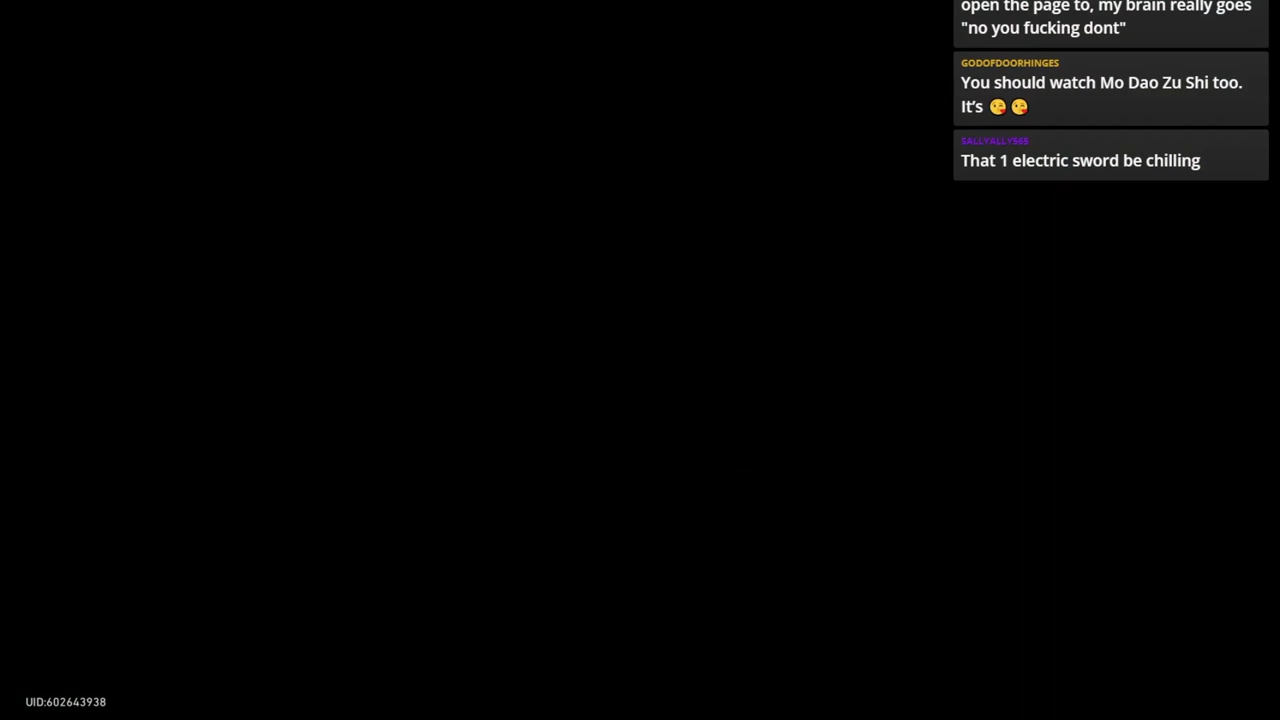 open the page to, my brain really goes
"no you fucking dont"
GODOFDOORHINGES
You should watch Mo Dao Zu Shi too.
It's 😘😘
SALLYALLY565
That 1 electric sword be chilling
UID:602643938